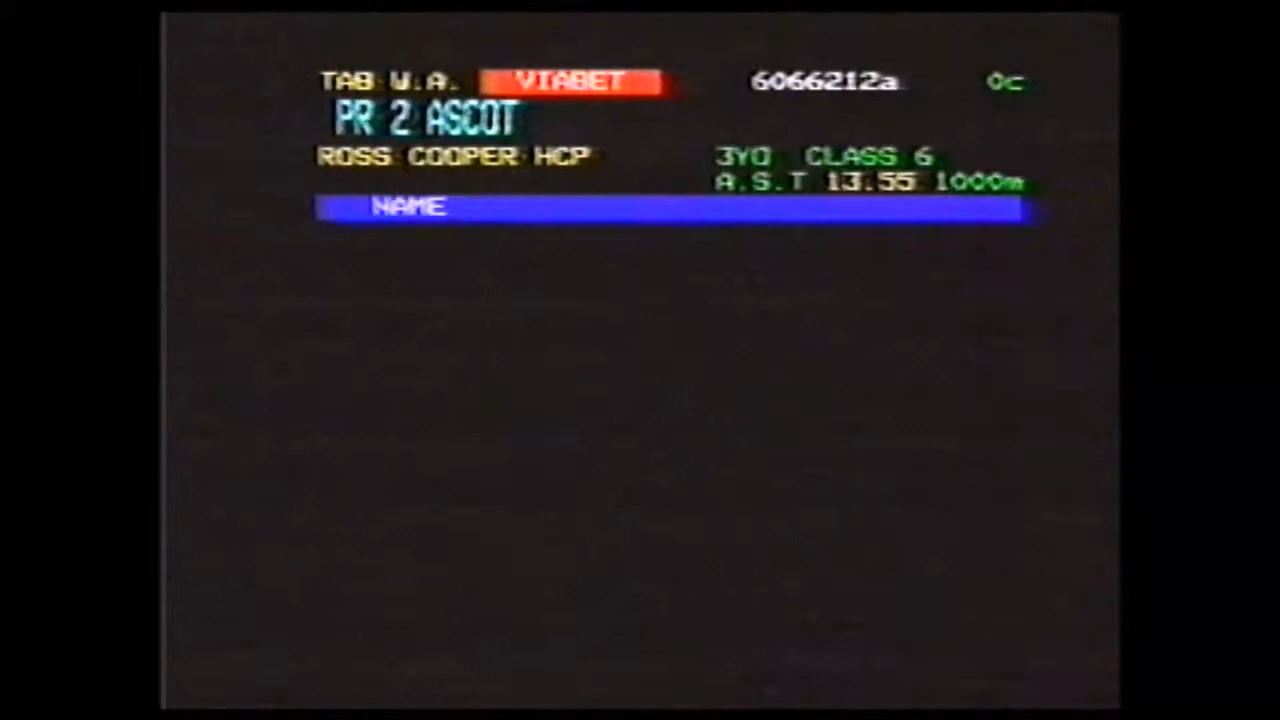 TAB W.A. VIABET 6066212a 0c
PR 2 ASCOT
ROSS COOPER HCP 3YO CLASS 6
A.S.T 13.55 1000m
NAME